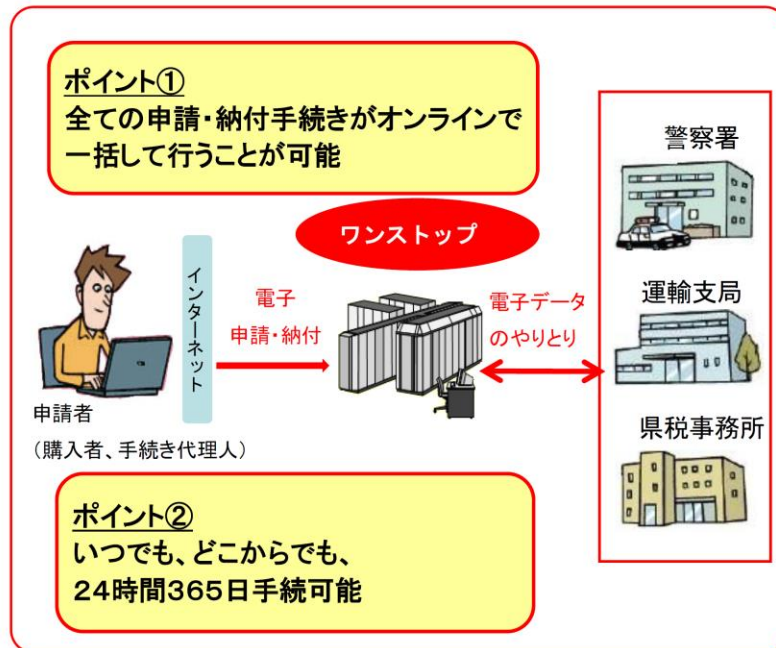 ポイント①
全ての申請・納付手続きがオンラインで
一括して行うことが可能
ワンストップ
警察署
運輸支局
県税事務所
インターネット
電子
申請・納付
電子データ
のやりとり
申請者
（購入者、手続き代理人）
ポイント②
いつでも、どこからでも、
２４時間３６５日手続可能